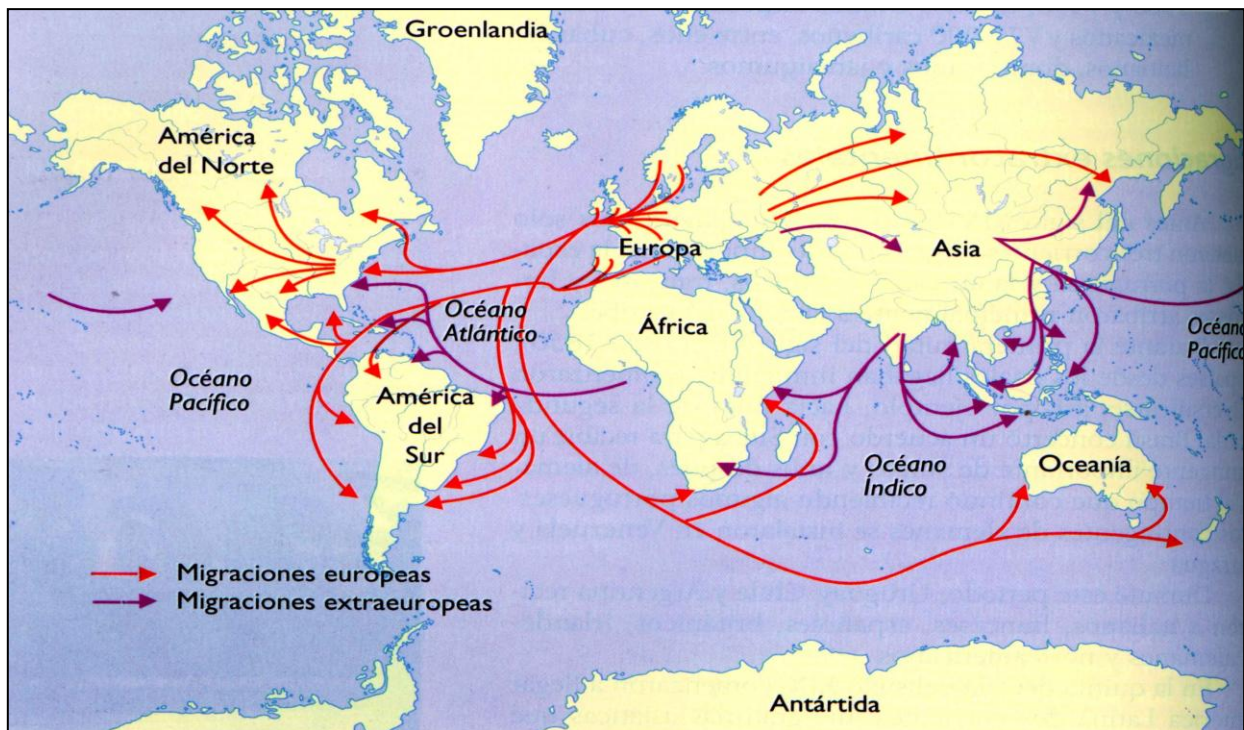 Groenlandia
América
del Norte
Europa
Asia
Océano
Atlántico
África
Océano
Pacífico
Océano
Pacífico
América
del
Sur
Océano
Índico
Oceanía
Migraciones europeas
Migraciones extraeuropeas
Antártida